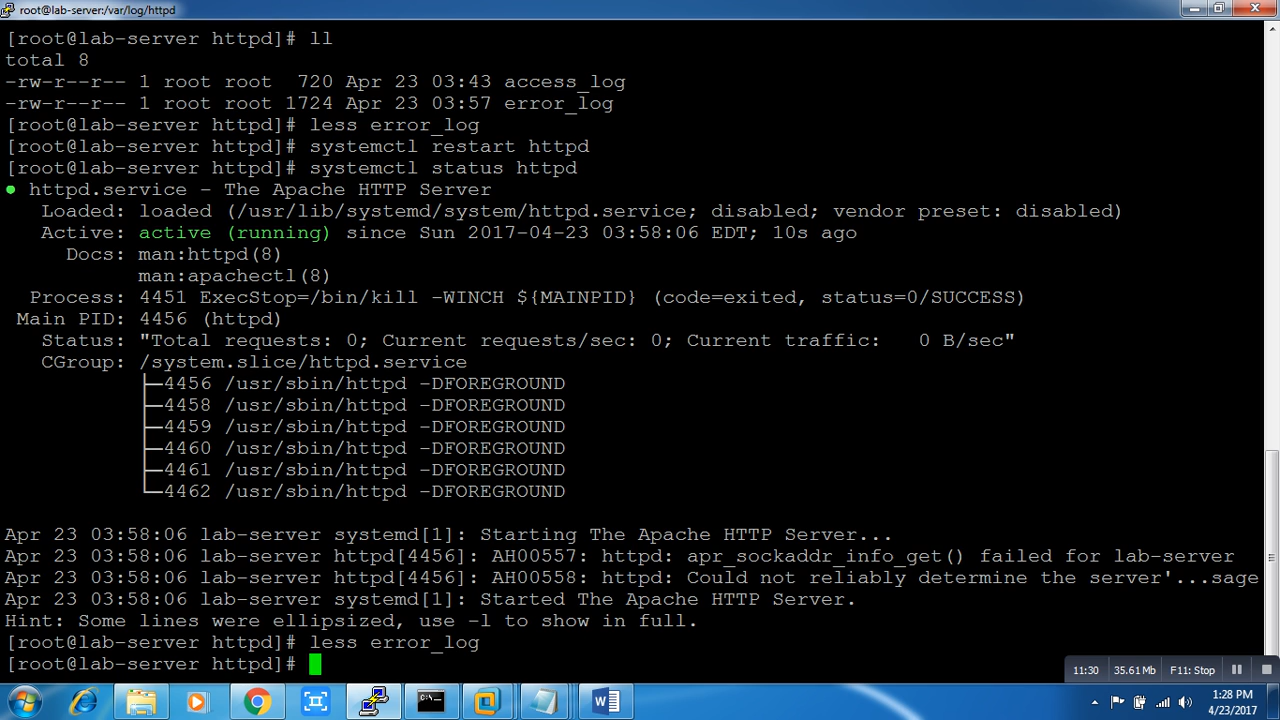 root@lab-server:/var/log/httpd
[root@lab-server httpd]# ll
total 8
-rw-r--r-- 1 root root  720 Apr 23 03:43 access_log
-rw-r--r-- 1 root root 1724 Apr 23 03:57 error_log
[root@lab-server httpd]# less error_log
[root@lab-server httpd]# systemctl restart httpd
[root@lab-server httpd]# systemctl status httpd
● httpd.service - The Apache HTTP Server
   Loaded: loaded (/usr/lib/systemd/system/httpd.service; disabled; vendor preset: disabled)
   Active: active (running) since Sun 2017-04-23 03:58:06 EDT; 10s ago
     Docs: man:httpd(8)
           man:apachectl(8)
  Process: 4451 ExecStop=/bin/kill -WINCH ${MAINPID} (code=exited, status=0/SUCCESS)
 Main PID: 4456 (httpd)
   Status: "Total requests: 0; Current requests/sec: 0; Current traffic:   0 B/sec"
   CGroup: /system.slice/httpd.service
           ├─4456 /usr/sbin/httpd -DFOREGROUND
           ├─4458 /usr/sbin/httpd -DFOREGROUND
           ├─4459 /usr/sbin/httpd -DFOREGROUND
           ├─4460 /usr/sbin/httpd -DFOREGROUND
           ├─4461 /usr/sbin/httpd -DFOREGROUND
           └─4462 /usr/sbin/httpd -DFOREGROUND
Apr 23 03:58:06 lab-server systemd[1]: Starting The Apache HTTP Server...
Apr 23 03:58:06 lab-server httpd[4456]: AH00557: httpd: apr_sockaddr_info_get() failed for lab-server
Apr 23 03:58:06 lab-server httpd[4456]: AH00558: httpd: Could not reliably determine the server'...sage
Apr 23 03:58:06 lab-server systemd[1]: Started The Apache HTTP Server.
Hint: Some lines were ellipsized, use -l to show in full.
[root@lab-server httpd]# less error_log
[root@lab-server httpd]#
11:30 35.61 Mb F11: Stop
1:28 PM
4/23/2017